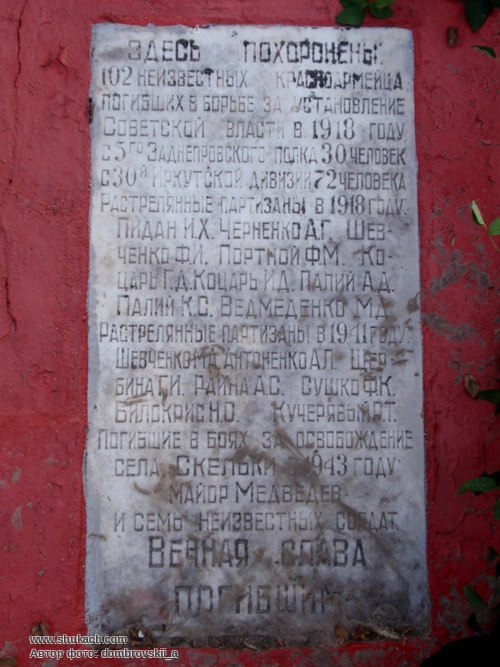 ЗДЕСЬ ПОХОРОНЕНЫ
102 НЕИЗВЕСТНЫХ КРАСНОАРМЕЙЦА
ПОГИБШИХ В БОРЬБЕ ЗА УСТАНОВЛЕНИЕ
СОВЕТСКОЙ ВЛАСТИ В 1918 ГОДУ
С 5ГО ЗАДНЕПРОВСКОГО ПОЛКА 30 ЧЕЛОВЕК
С 30Й ИРКУТСКОЙ ДИВИЗИИ 72 ЧЕЛОВЕКА
РАСТРЕЛЯННЫЕ ПАРТИЗАНЫ В 1918 ГОДУ:
ПИДАН И.Х. ЧЕРНЕНКО А.Г. ШЕВ-
ЧЕНКО Ф.И. ПОРТНОЙ Ф.М. КО-
ЦАРЬ Г.Д. КОЦАРЬ И.Д. ПАЛИЙ А.Д.
ПАЛИЙ К.С. ВЕДМЕДЕНКО М.Д.
РАСТРЕЛЯННЫЕ ПАРТИЗАНЫ В 1941 ГОДУ:
ШЕВЧЕНКО М.Д. АНТОНЕНКО А.П. ЩЕР-
БИНА Г.И. РАЙНА А.С. СУШКО Ф.К.
БИЛОКРИС Н.О. КУЧЕРЯВЫЙ Р.Т.
ПОГИБШИЕ В БОЯХ ЗА ОСВОБОЖДЕНИЕ
СЕЛА СКЕЛЬКИ В 1943 ГОДУ
МАЙОР МЕДВЕДЕВ
И СЕМЬ НЕИЗВЕСТНЫХ СОЛДАТ
ВЕЧНАЯ СЛАВА
ПОГИБШИМ
www.shukach.com
Автор фото: dombrovskii_a